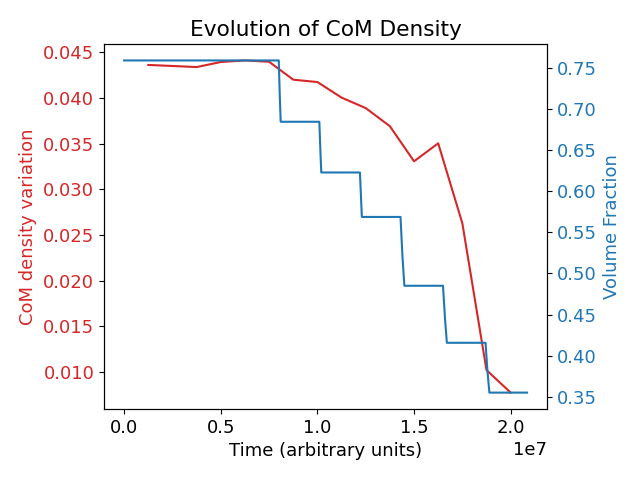 Evolution of CoM Density
CoM density variation
0.045
0.040
0.035
0.030
0.025
0.020
0.015
0.010
0.75
0.70
0.65
0.60
0.55
0.50
0.45
0.40
0.35
Volume Fraction
0.0 0.5 1.0 1.5 2.0
1e7
Time (arbitrary units)